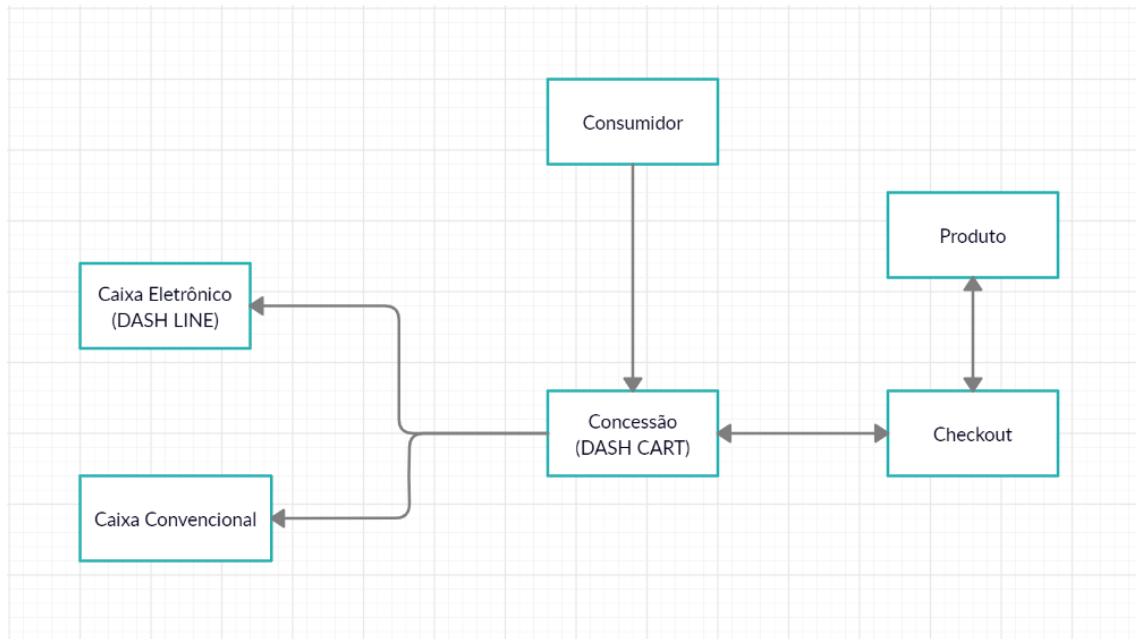 Consumidor
Produto
Caixa Eletrônico
(DASH LINE)
Concessão
(DASH CART)
Checkout
Caixa Convencional